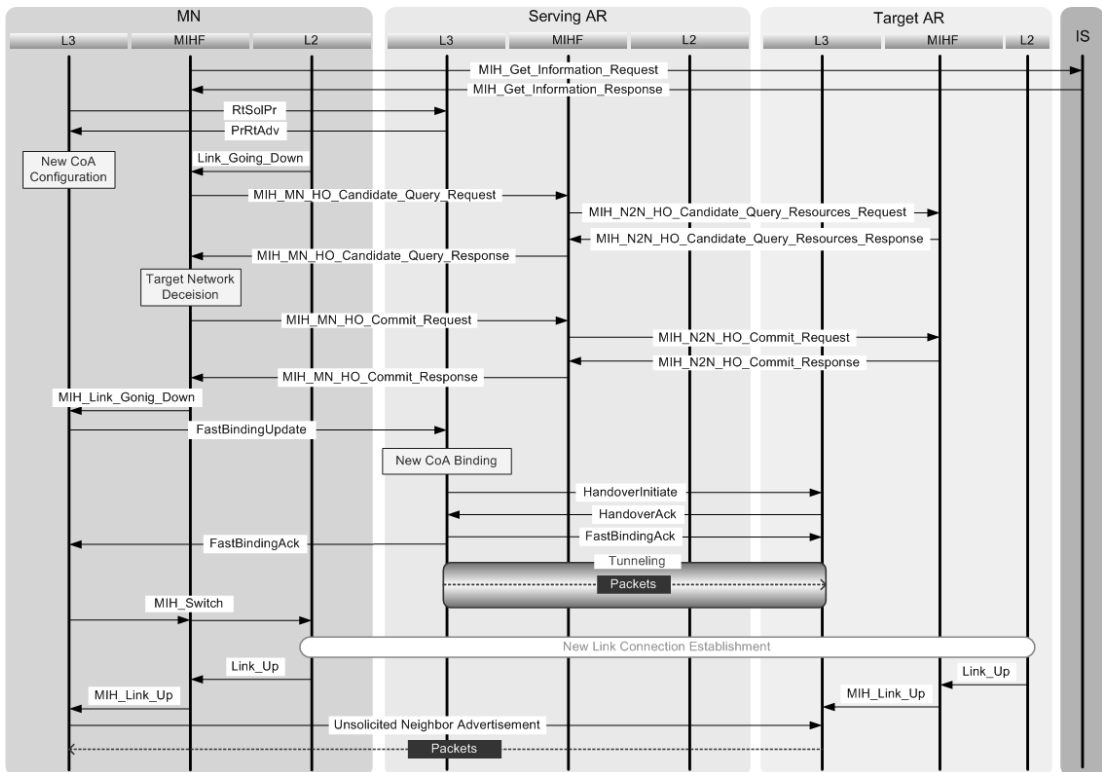 MN
Serving AR
Target AR
IS
L3
MIHF
L2
L3
MIHF
L2
L3
MIHF
L2
MIH_Get_Information_Request
MIH_Get_Information_Response
RtSolPr
PrRtAdv
New CoA
Configuration
Link_Going_Down
MIH_MN_HO_Candidate_Query_Request
MIH_N2N_HO_Candidate_Query_Resources_Request
MIH_N2N_HO_Candidate_Query_Resources_Response
MIH_MN_HO_Candidate_Query_Response
Target Network
Deceision
MIH_MN_HO_Commit_Request
MIH_N2N_HO_Commit_Request
MIH_N2N_HO_Commit_Response
MIH_MN_HO_Commit_Response
MIH_Link_Gonig_Down
FastBindingUpdate
New CoA Binding
HandoverInitiate
HandoverAck
FastBindingAck
FastBindingAck
Tunneling
Packets
MIH_Switch
New Link Connection Establishment
Link_Up
Link_Up
MIH_Link_Up
MIH_Link_Up
Unsolicited Neighbor Advertisement
Packets